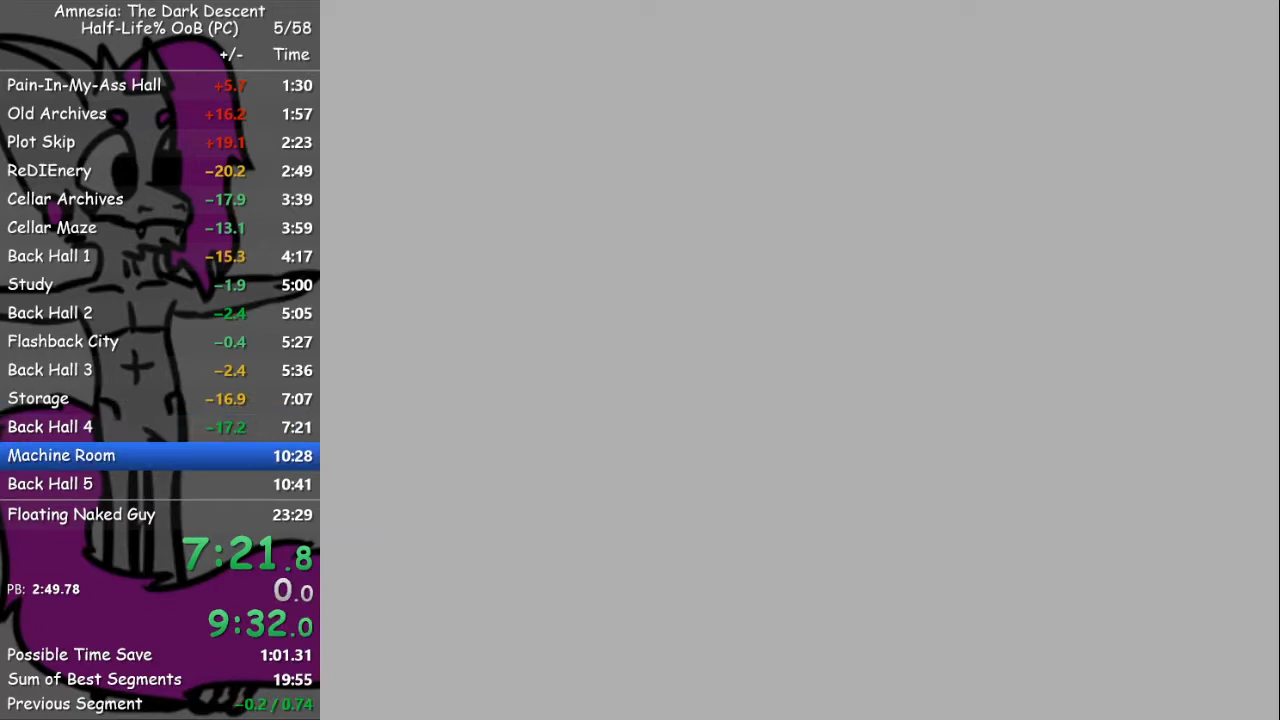 Amnesia: The Dark Descent
Half-Life% OoB (PC) 5/58
+/- Time
Pain-In-My-Ass Hall +5.7 1:30
Old Archives +16.2 1:57
Plot Skip +19.1 2:23
ReDIEnery −20.2 2:49
Cellar Archives −17.9 3:39
Cellar Maze −13.1 3:59
Back Hall 1 −15.3 4:17
Study −1.9 5:00
Back Hall 2 −2.4 5:05
Flashback City −0.4 5:27
Back Hall 3 −2.4 5:36
Storage −16.9 7:07
Back Hall 4 −17.2 7:21
Machine Room 10:28
Back Hall 5 10:41
Floating Naked Guy 23:29
7:21.8
PB: 2:49.78 0.0
9:32.0
Possible Time Save 1:01.31
Sum of Best Segments 19:55
Previous Segment −0.2 / 0.74